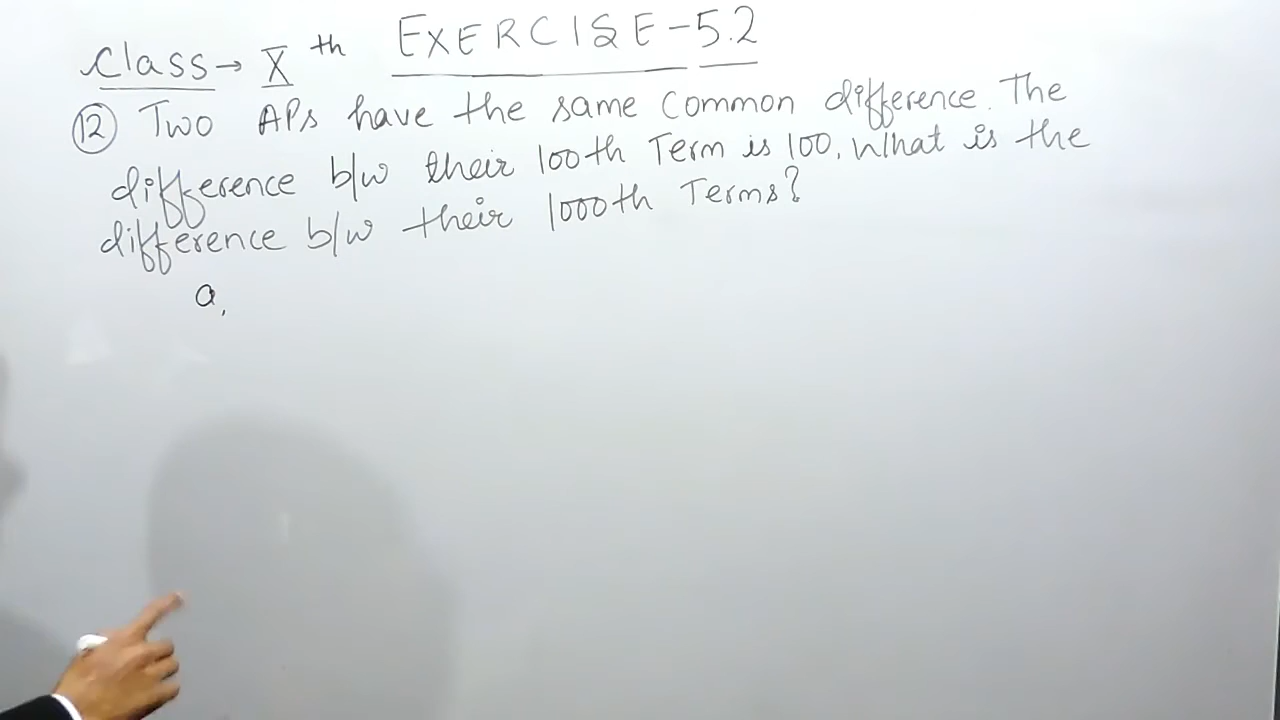 Class → Xth EXERCISE-5.2
(12) Two APs have the same common difference. The
difference b/w their 100th Term is 100. What is the
difference b/w their 1000th Terms?
a,